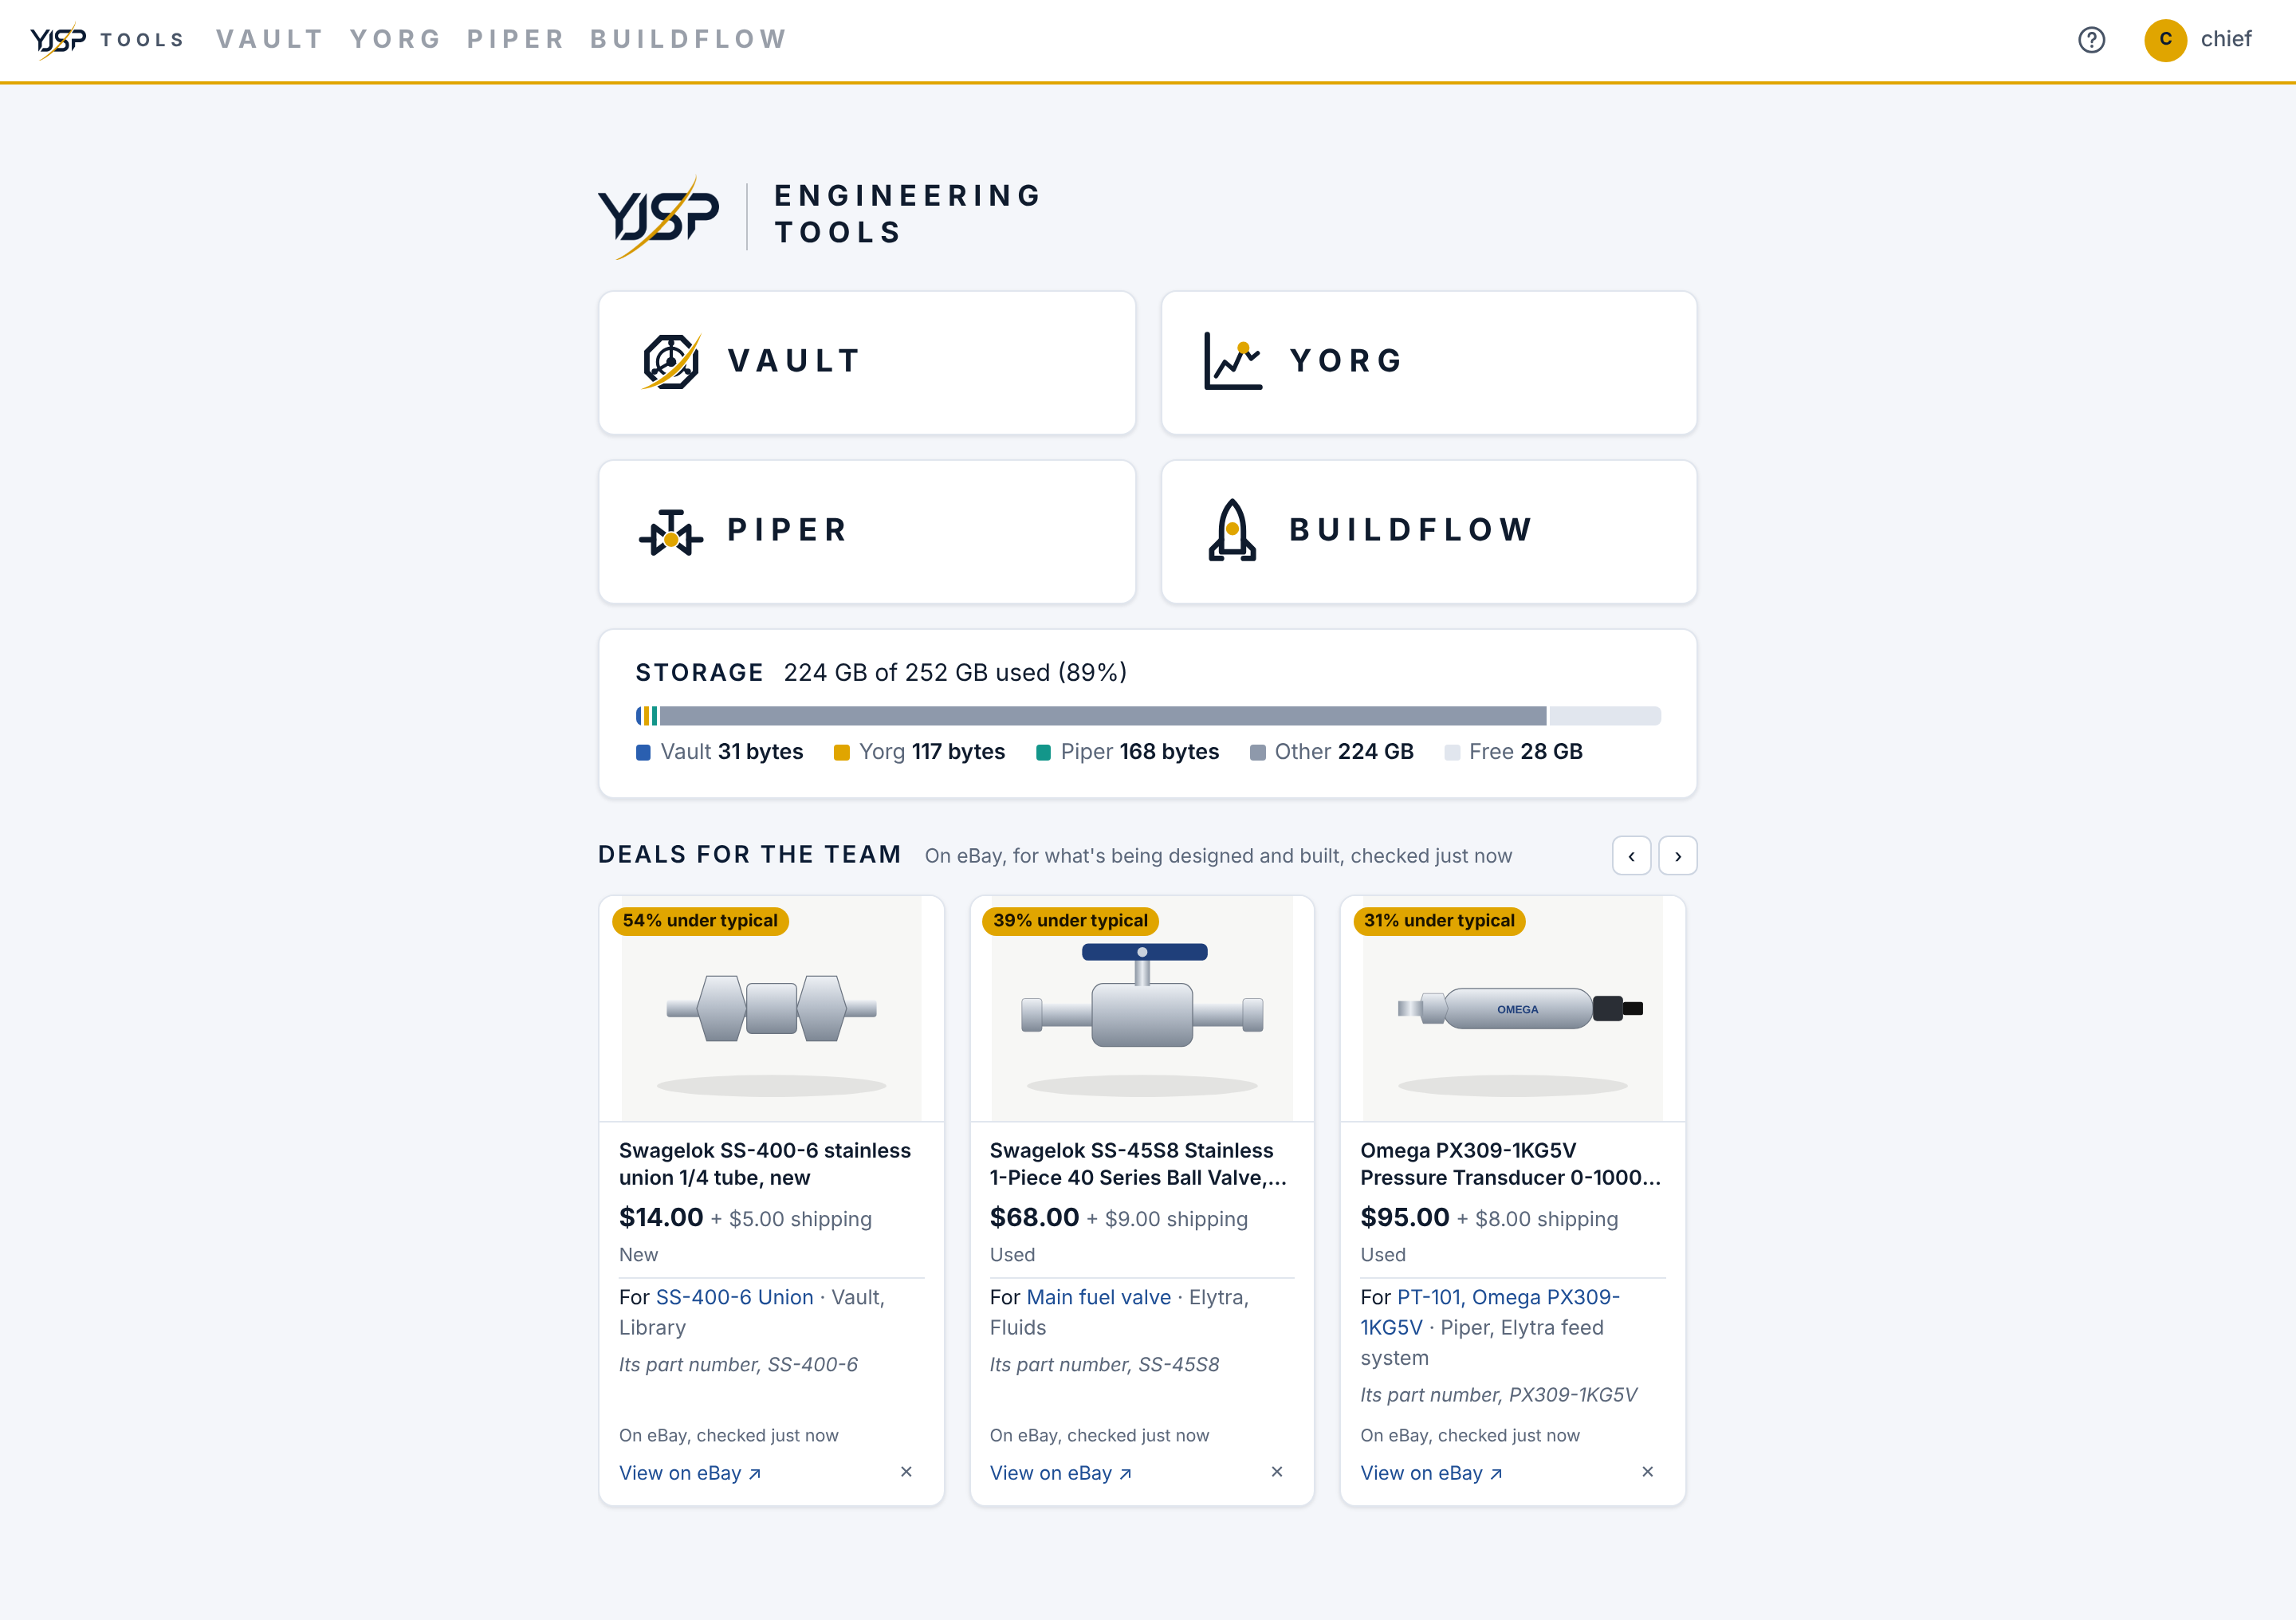 YJSP TOOLS VAULT YORG PIPER BUILDFLOW C chief
YJSP ENGINEERING
TOOLS
VAULT
YORG
PIPER
BUILDFLOW
STORAGE 224 GB of 252 GB used (89%)
Vault 31 bytes Yorg 117 bytes Piper 168 bytes Other 224 GB Free 28 GB
DEALS FOR THE TEAM On eBay, for what's being designed and built, checked just now
54% under typical
Swagelok SS-400-6 stainless
union 1/4 tube, new
$14.00 + $5.00 shipping
New
For SS-400-6 Union · Vault,
Library
Its part number, SS-400-6
On eBay, checked just now
View on eBay ↗ ×
39% under typical
Swagelok SS-45S8 Stainless
1-Piece 40 Series Ball Valve,...
$68.00 + $9.00 shipping
Used
For Main fuel valve · Elytra,
Fluids
Its part number, SS-45S8
On eBay, checked just now
View on eBay ↗ ×
31% under typical
OMEGA
Omega PX309-1KG5V
Pressure Transducer 0-1000...
$95.00 + $8.00 shipping
Used
For PT-101, Omega PX309-
1KG5V · Piper, Elytra feed
system
Its part number, PX309-1KG5V
On eBay, checked just now
View on eBay ↗ ×